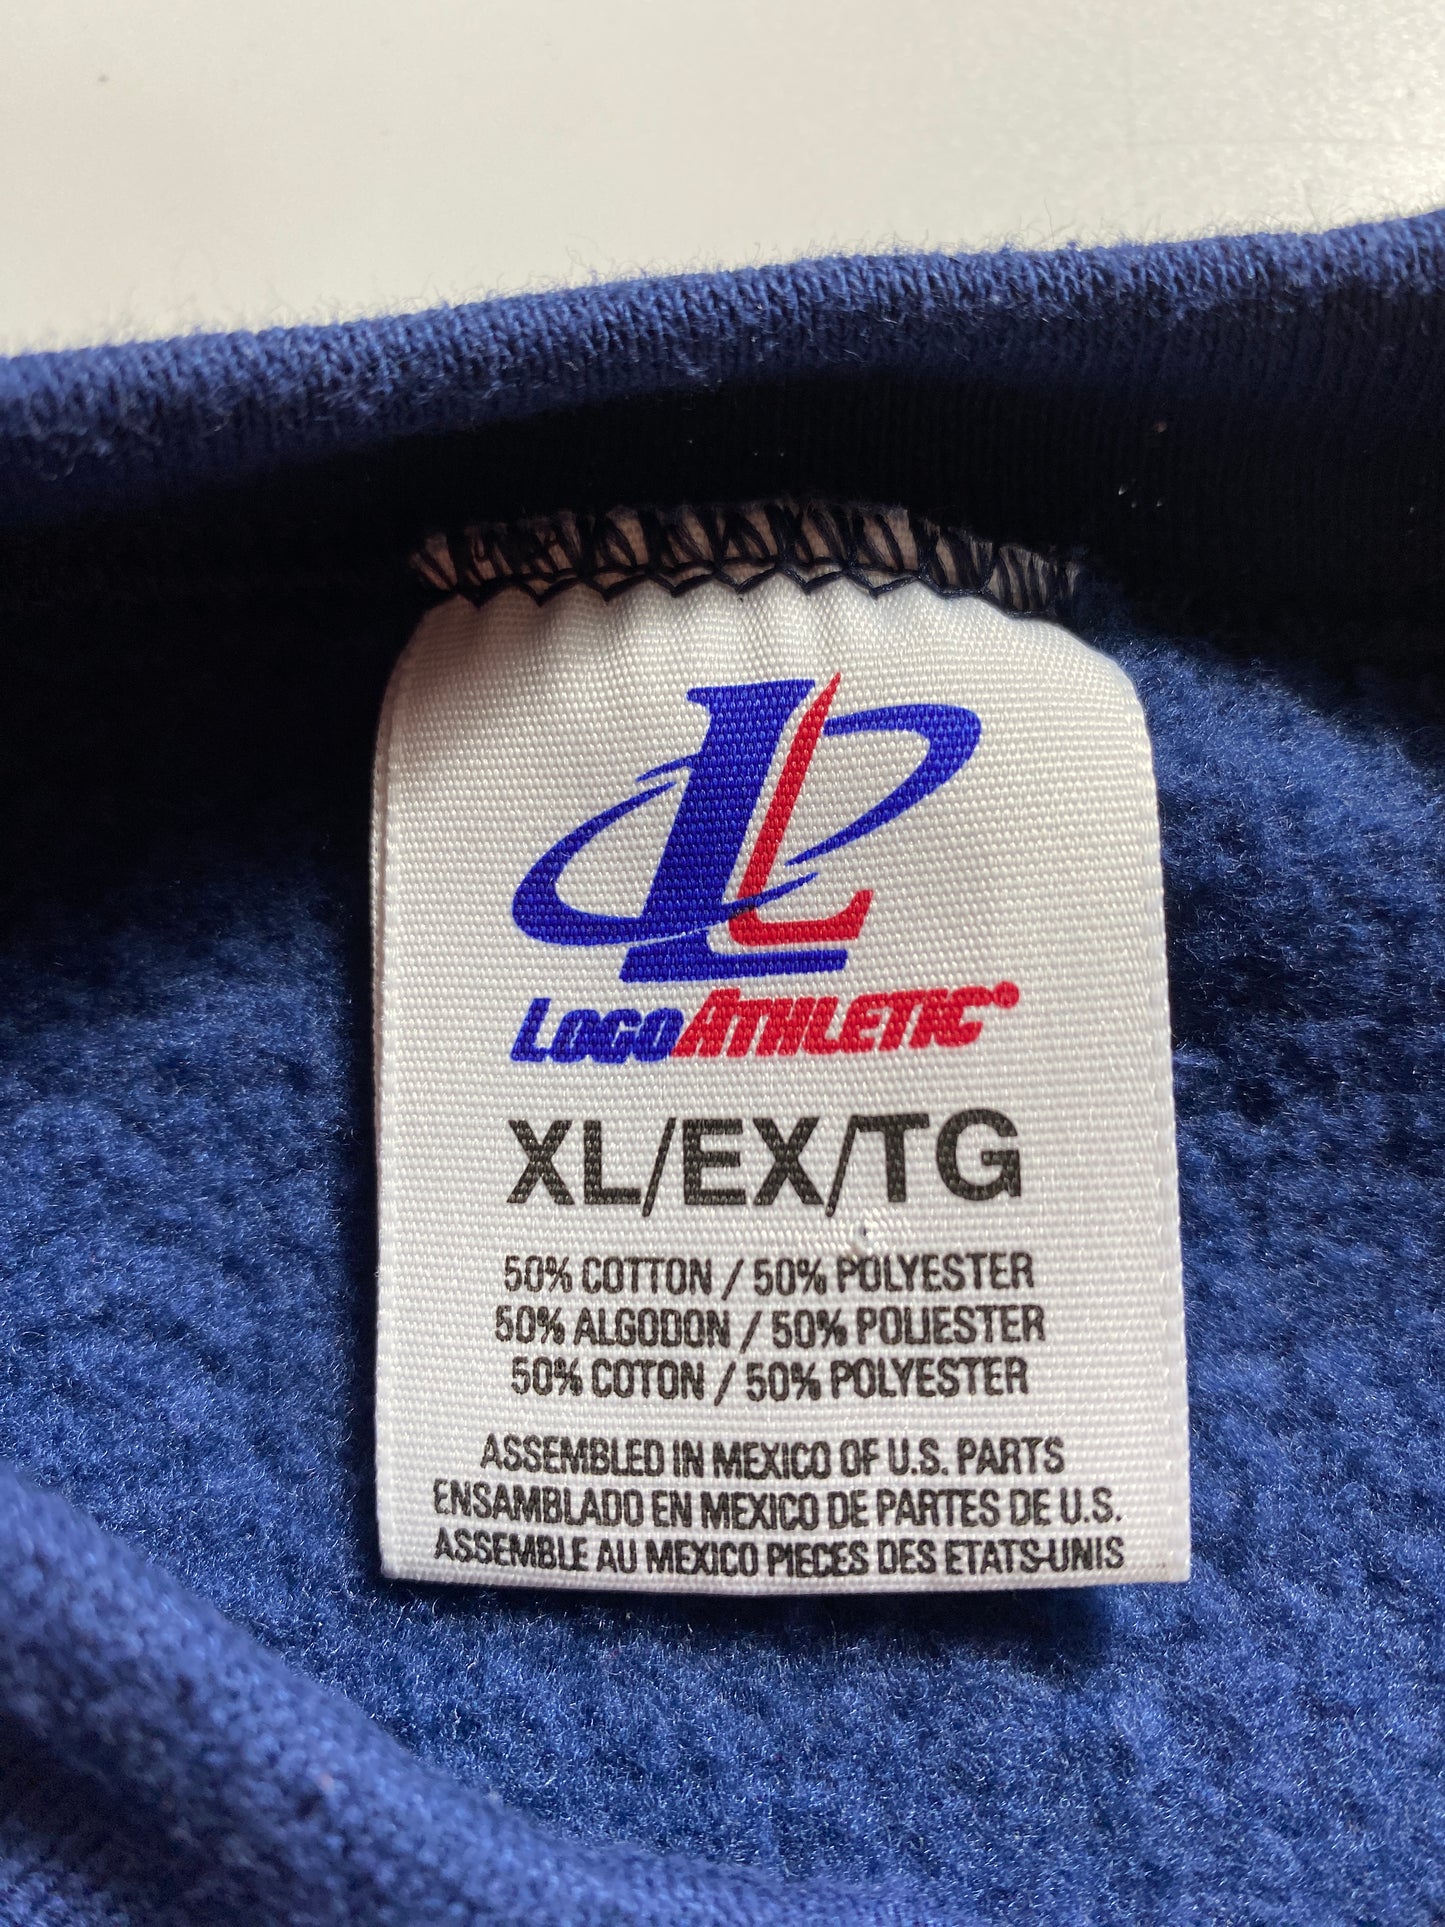 LL
LOGOATHLETIC®
XL/EX/TG
50% COTTON / 50% POLYESTER
50% ALGODON / 50% POLIESTER
50% COTON / 50% POLYESTER
ASSEMBLED IN MEXICO OF U.S. PARTS
ENSAMBLADO EN MEXICO DE PARTES DE U.S.
ASSEMBLE AU MEXICO PIECES DES ETATS-UNIS